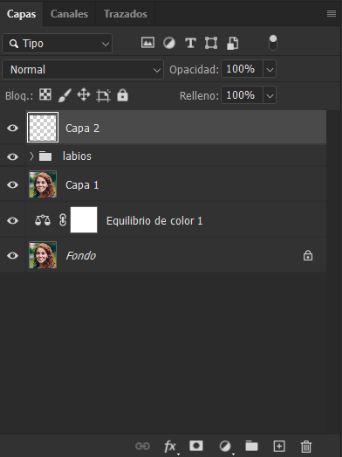 Capas Canales Trazados
Tipo
Normal Opacidad: 100%
Bloq.: Relleno: 100%
Capa 2
labios
Capa 1
Equilibrio de color 1
Fondo
fx